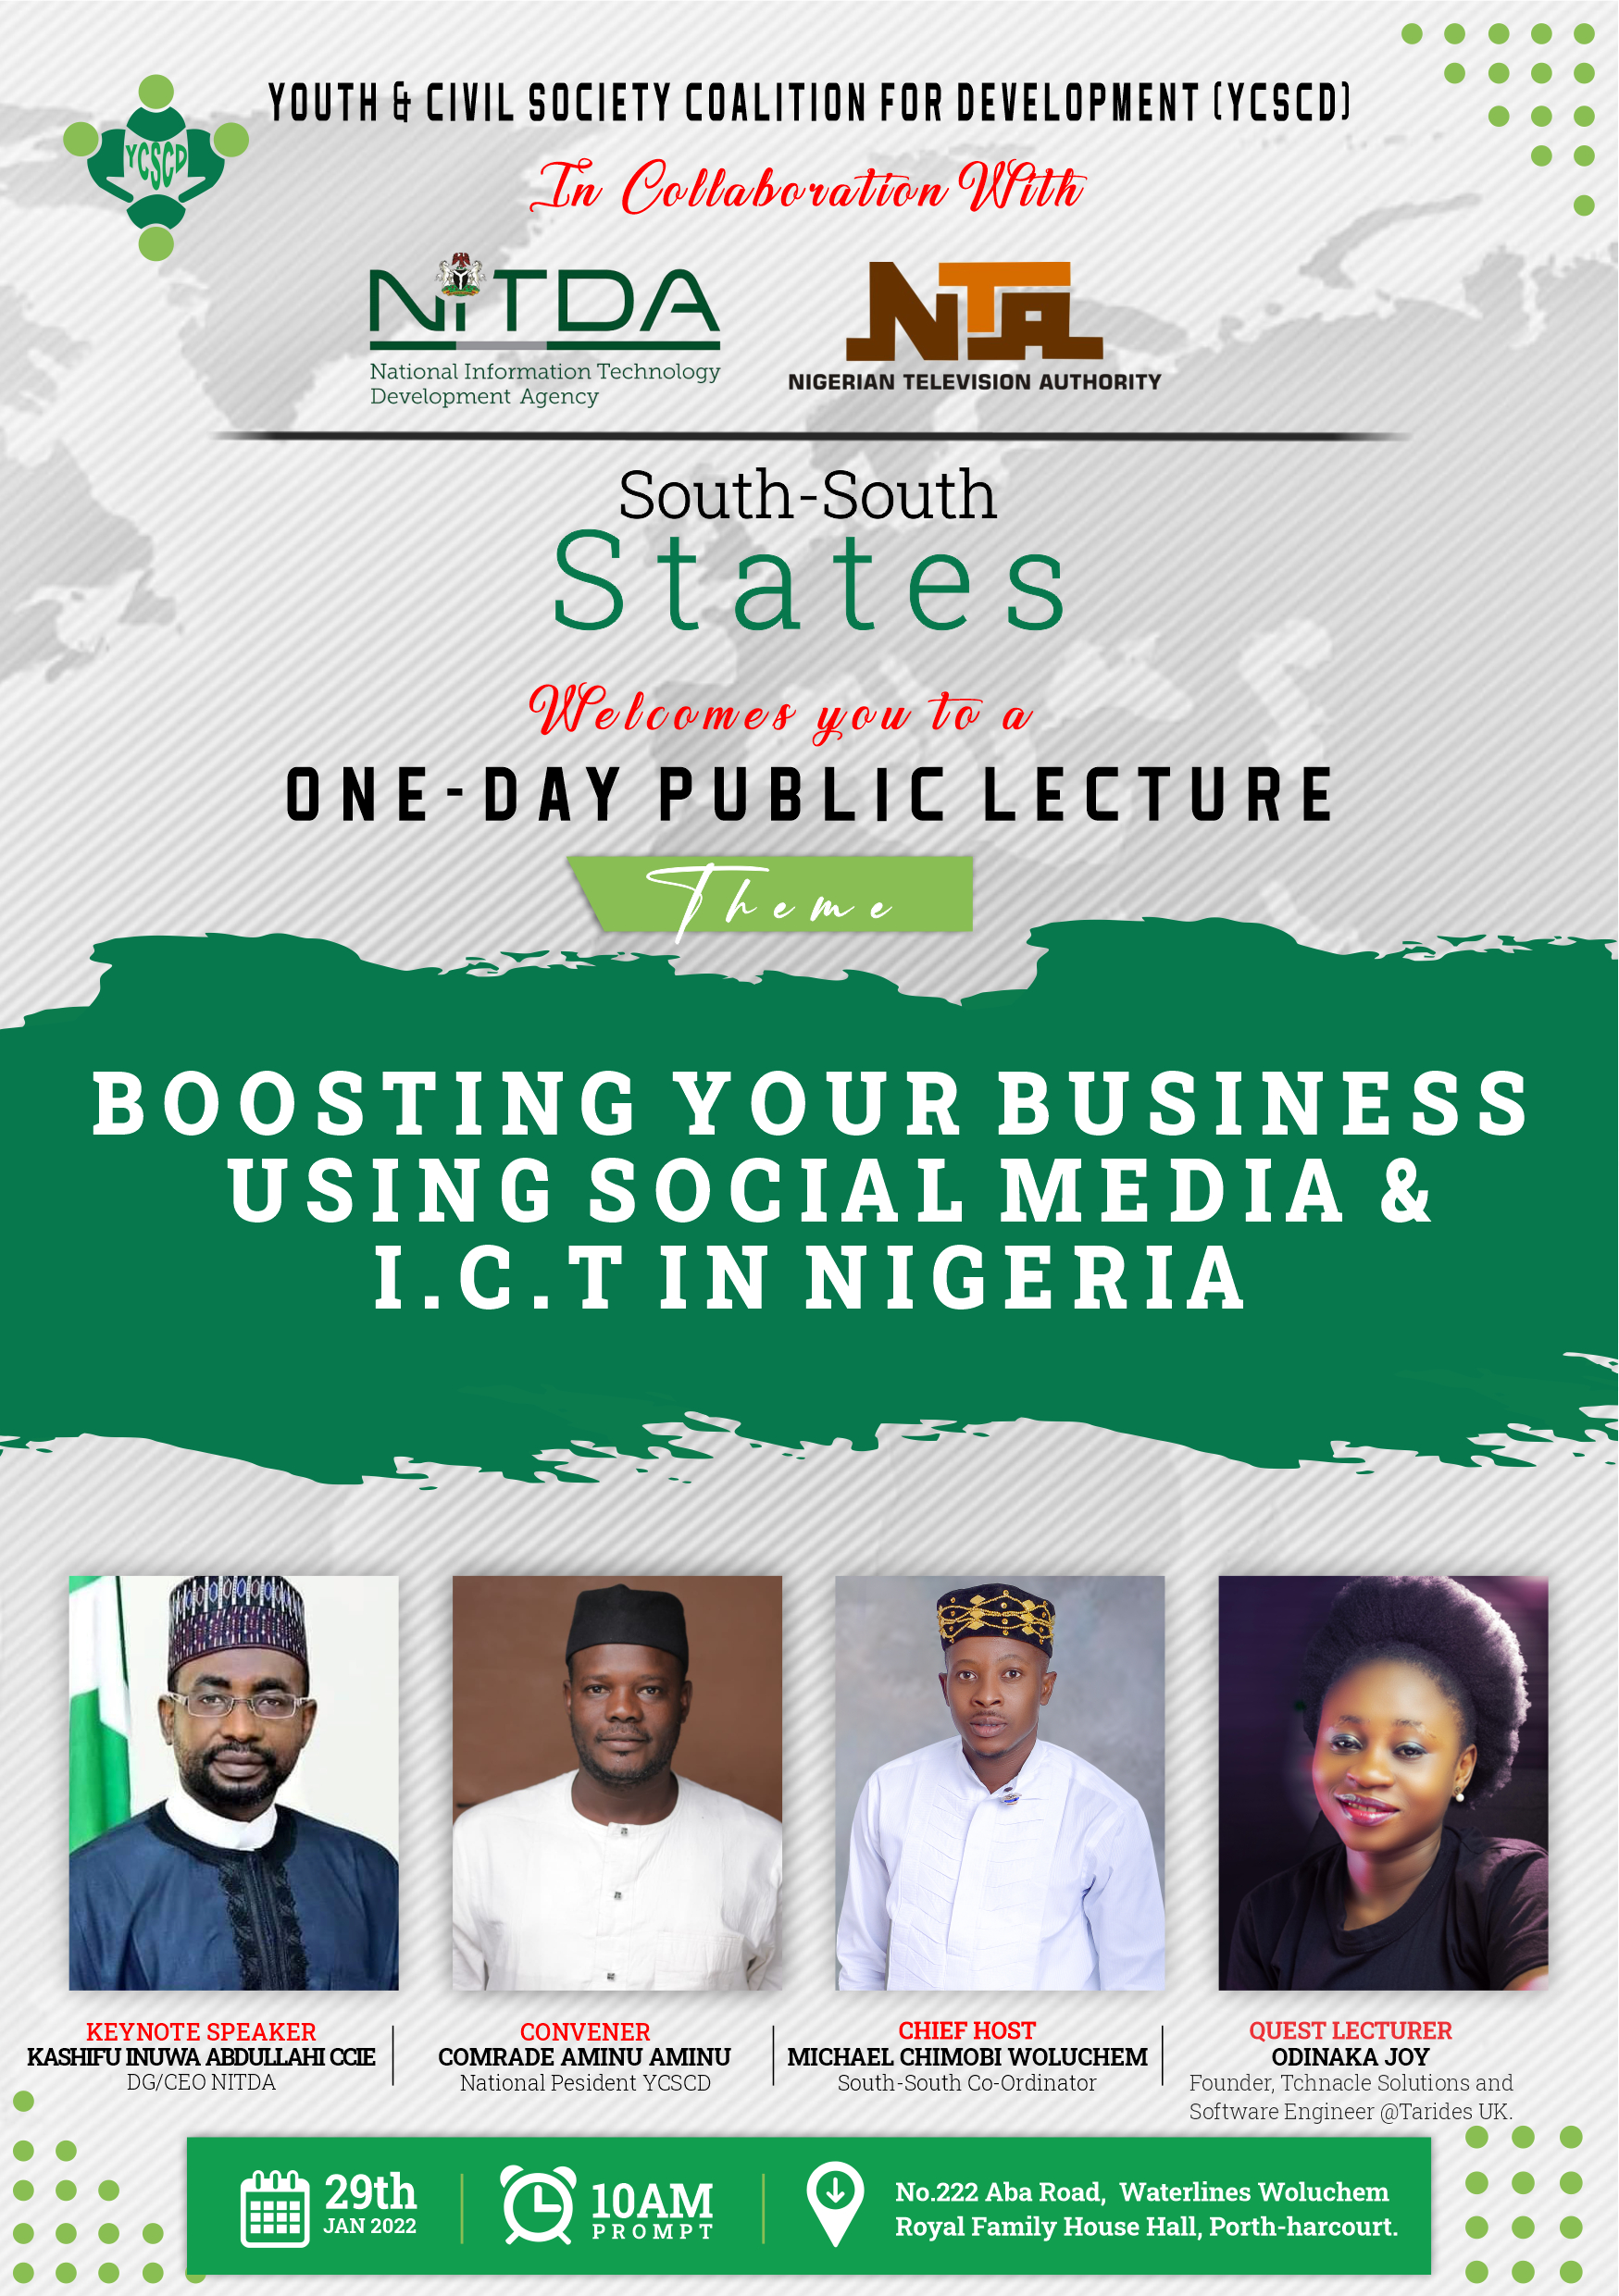 YOUTH & CIVIL SOCIETY COALITION FOR DEVELOPMENT (YCSCD)
YCSCD
In Collaboration With
NiTDA
National Information Technology
Development Agency
NTA
NIGERIAN TELEVISION AUTHORITY
South-South
States
Welcomes you to a
ONE-DAY PUBLIC LECTURE
Theme
BOOSTING YOUR BUSINESS
USING SOCIAL MEDIA &
I.C.T IN NIGERIA
KEYNOTE SPEAKER
KASHIFU INUWA ABDULLAHI CCIE
DG/CEO NITDA
CONVENER
COMRADE AMINU AMINU
National Pesident YCSCD
CHIEF HOST
MICHAEL CHIMOBI WOLUCHEM
South-South Co-Ordinator
QUEST LECTURER
ODINAKA JOY
Founder, Tchnacle Solutions and
Software Engineer @Tarides UK.
29th
JAN 2022
10AM
PROMPT
No.222 Aba Road, Waterlines Woluchem
Royal Family House Hall, Porth-harcourt.